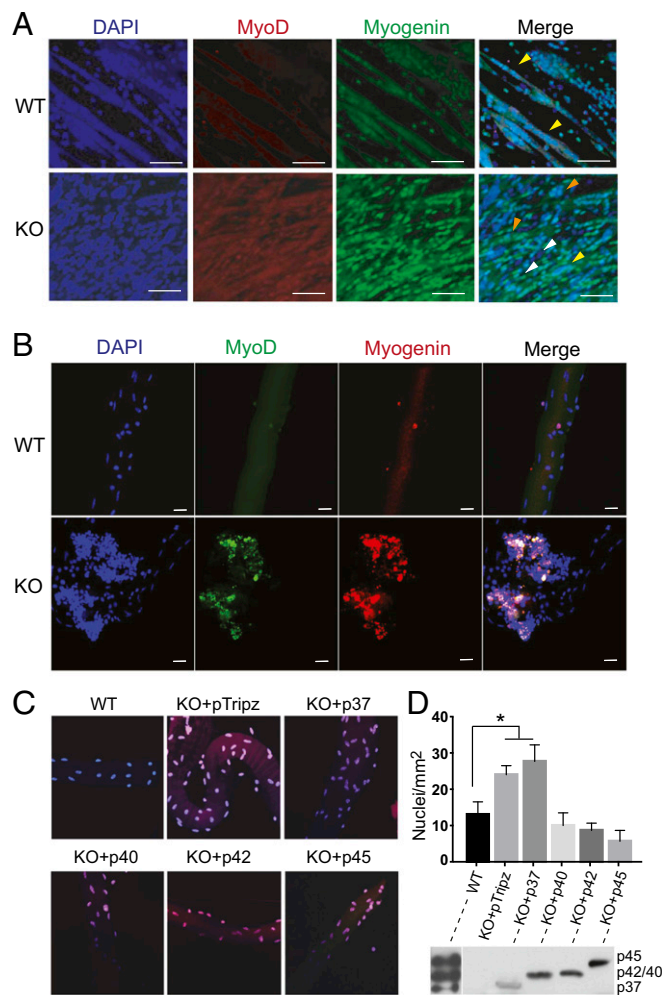 A
DAPI MyoD Myogenin Merge
WT
KO
B
DAPI MyoD Myogenin Merge
WT
KO
C
WT KO+pTripz KO+p37
KO+p40 KO+p42 KO+p45
D
Nuclei/mm2
40
30
20
10
0
*
WT
KO+pTripz
KO+p37
KO+p40
KO+p42
KO+p45
p45
p42/40
p37